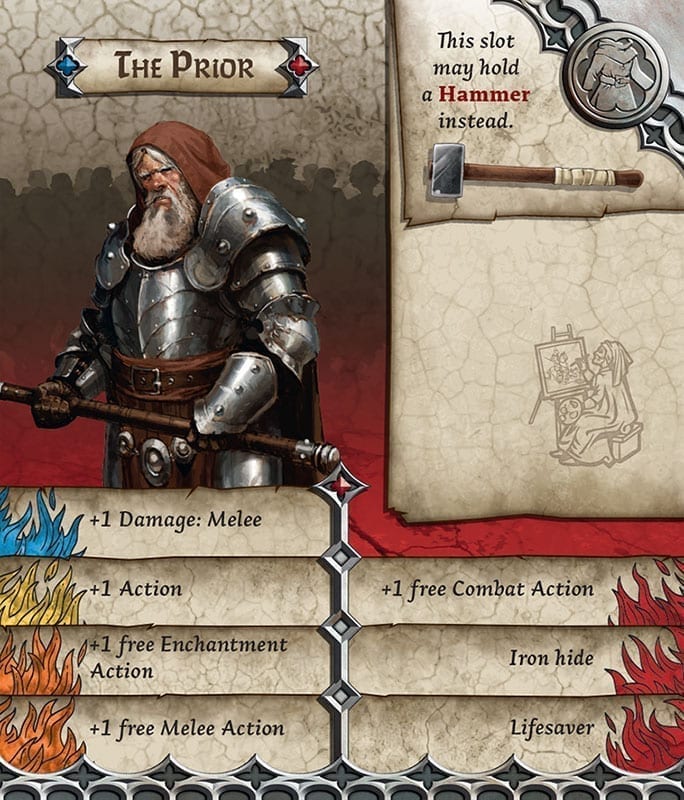 The Prior
This slot
may hold
a Hammer
instead.
+1 Damage: Melee
+1 Action
+1 free Enchantment
Action
+1 free Melee Action
+1 free Combat Action
Iron hide
Lifesaver